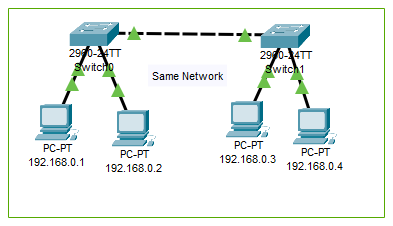 2960-24TT
Switch0
2960-24TT
Switch1
Same Network
PC-PT
192.168.0.1
PC-PT
192.168.0.2
PC-PT
192.168.0.3
PC-PT
192.168.0.4